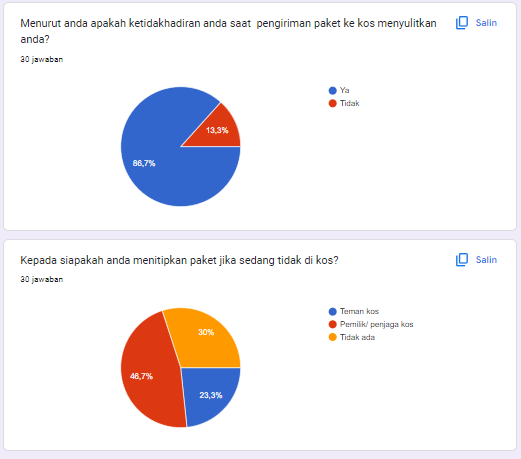 Menurut anda apakah ketidakhadiran anda saat  pengiriman paket ke kos menyulitkan
anda?
Salin
30 jawaban
Ya
Tidak
13,3%
86,7%
Kepada siapakah anda menitipkan paket jika sedang tidak di kos?
Salin
30 jawaban
Teman kos
Pemilik/ penjaga kos
Tidak ada
30%
46,7%
23,3%